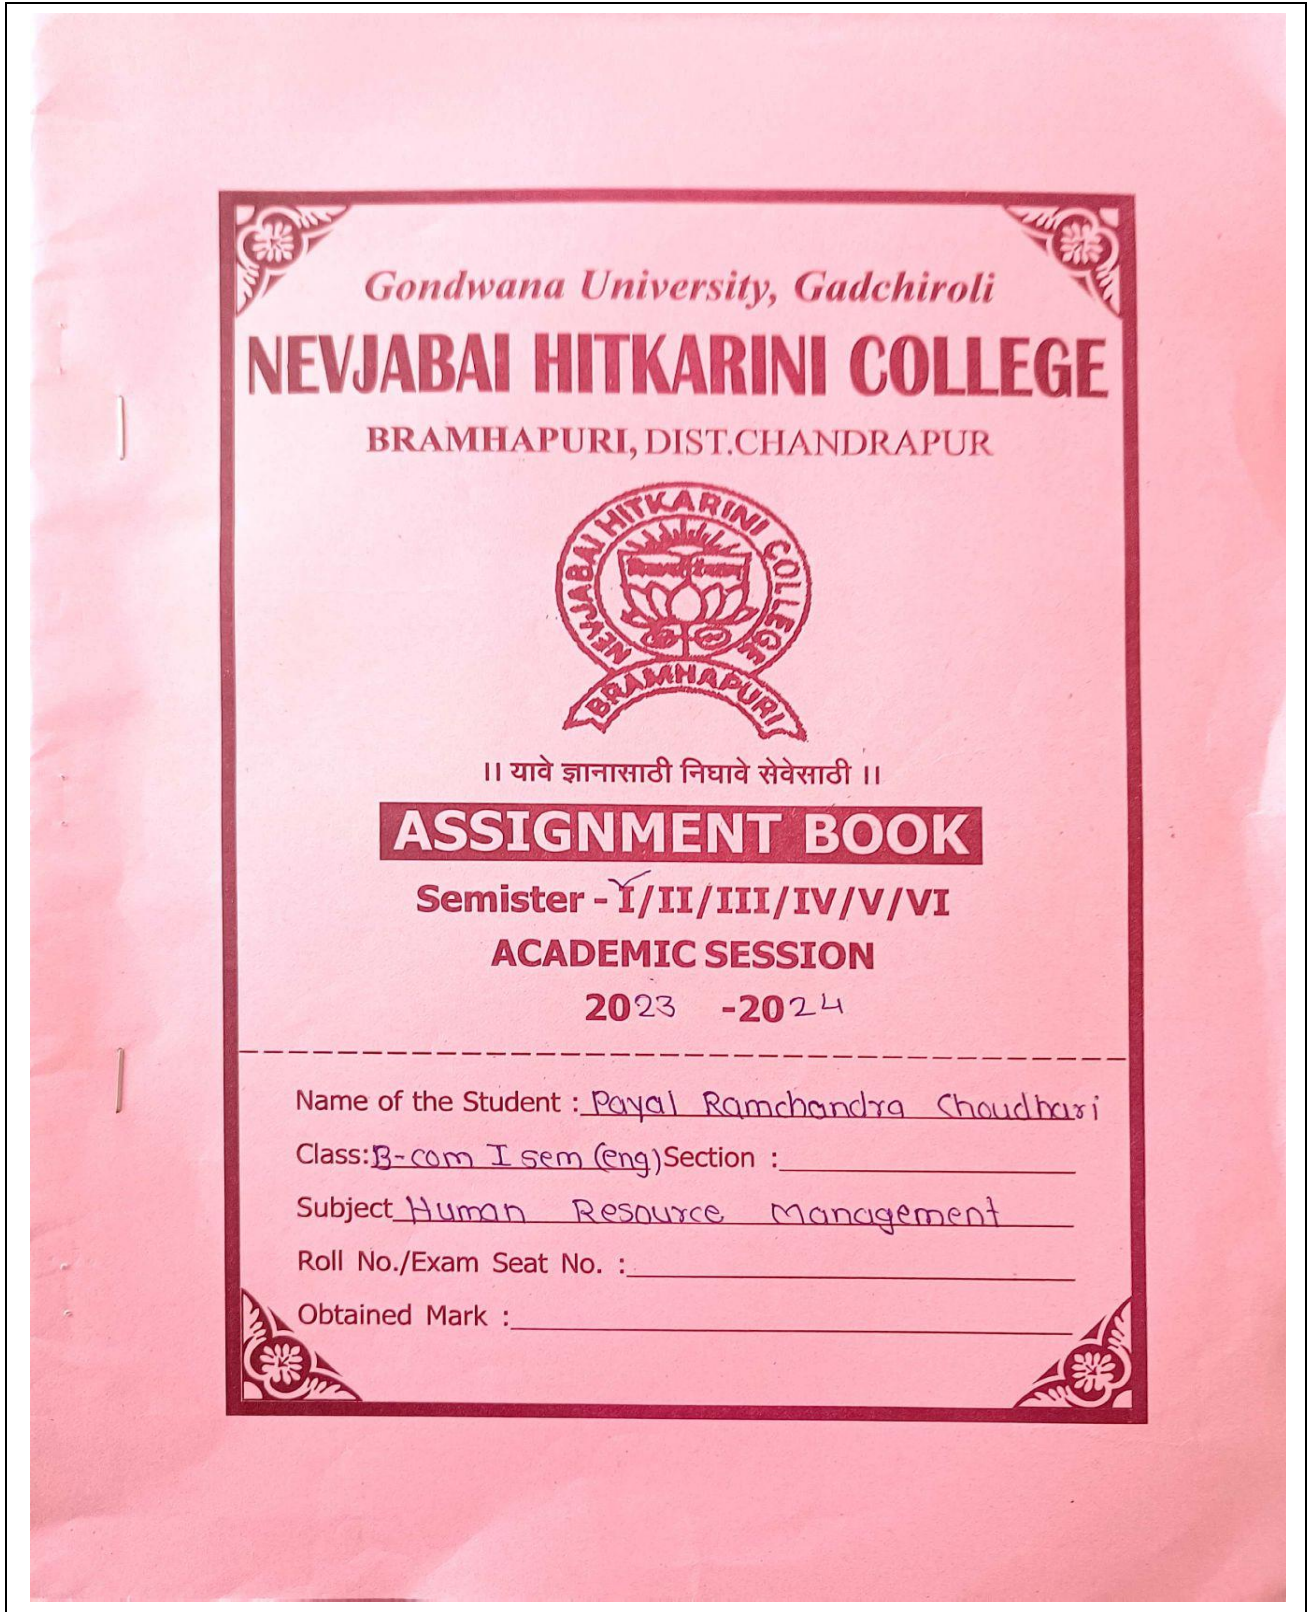 Gondwana University, Gadchiroli
NEVJABAI HITKARINI COLLEGE
BRAMHAPURI, DIST.CHANDRAPUR
NEVJABAI HITKARINI COLLEGE
BRAMHAPURI
।। यावे ज्ञानासाठी निघावे सेवेसाठी ।।
ASSIGNMENT BOOK
Semister - I/II/III/IV/V/VI
ACADEMIC SESSION
2023 -2024
Name of the Student : Payal Ramchandra Choudhari
Class: B-com I sem (eng) Section :
Subject Human Resource Management
Roll No./Exam Seat No. :
Obtained Mark :